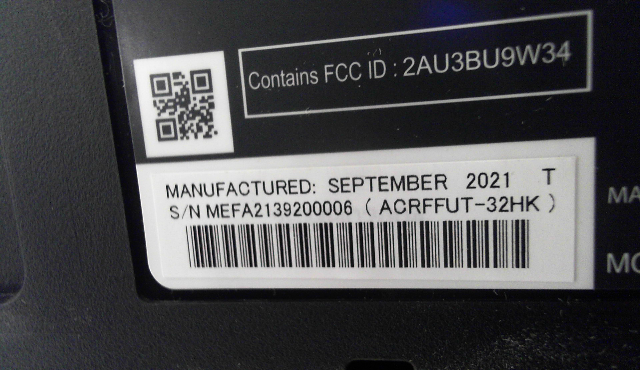 Contains FCC ID : 2AU3BU9W34
MANUFACTURED: SEPTEMBER 2021 T
S/N MEFA2139200006 ( ACRFFUT-32HK )